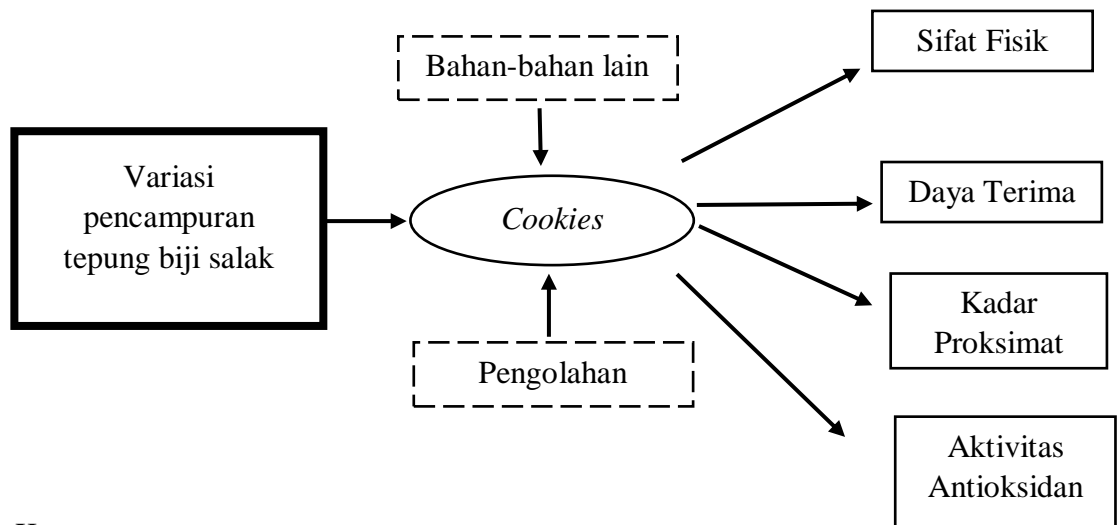 Sifat Fisik
Bahan-bahan lain
Variasi
pencampuran
tepung biji salak
Cookies
Daya Terima
Kadar
Proksimat
Pengolahan
Aktivitas
Antioksidan